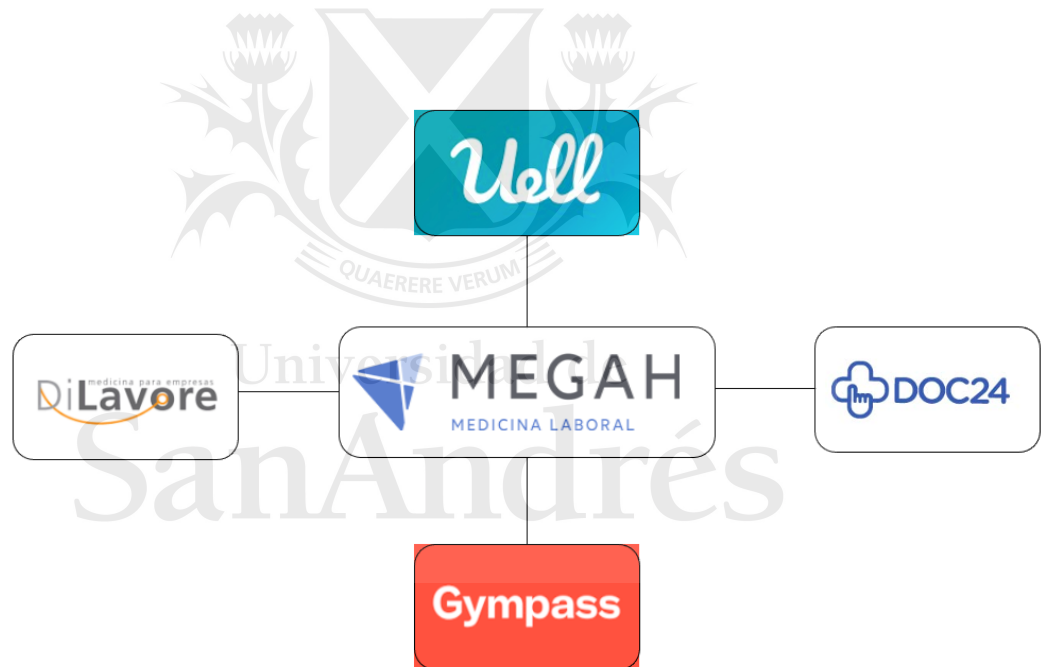 Uell
QUAERERE VERUM
Universidad de
SanAndrés
medicina para empresas
DiLavore
MEGAH
MEDICINA LABORAL
DOC24
Gympass